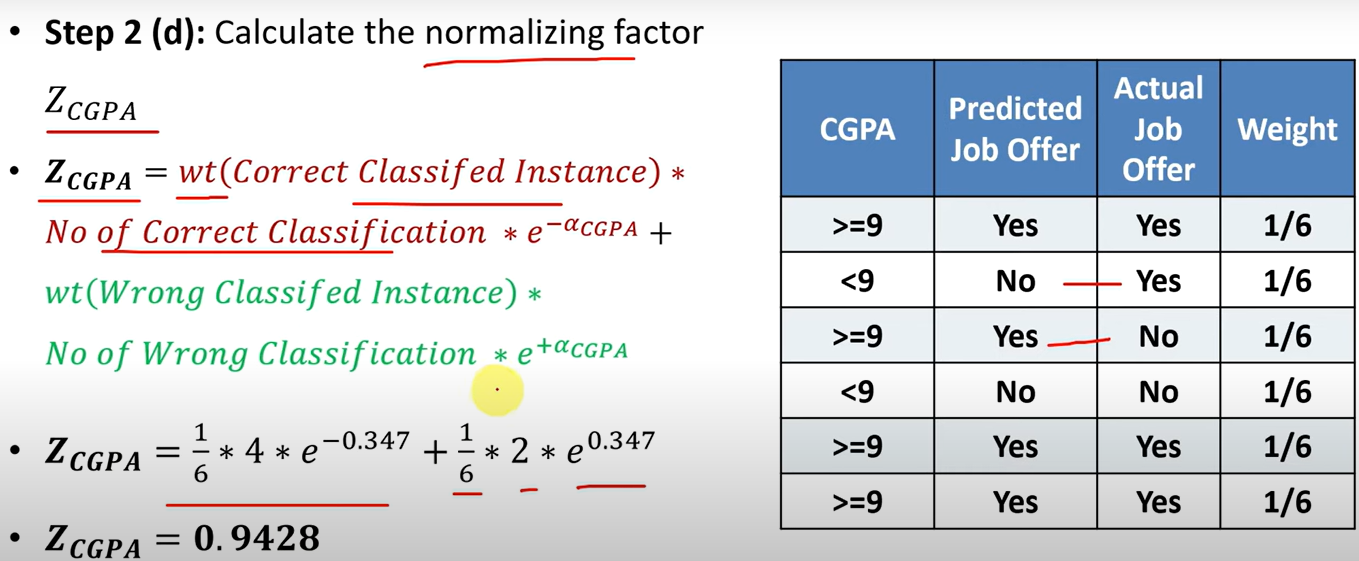 • Step 2 (d): Calculate the normalizing factor
Z_CGPA
• Z_CGPA = wt(Correct Classifed Instance) *
No of Correct Classification * e^{-α_CGPA} +
wt(Wrong Classifed Instance) *
No of Wrong Classification * e^{+α_CGPA}
• Z_CGPA = 1/6 * 4 * e^{-0.347} + 1/6 * 2 * e^{0.347}
• Z_CGPA = 0.9428
CGPA | Predicted Job Offer | Actual Job Offer | Weight
>=9 | Yes | Yes | 1/6
<9 | No | Yes | 1/6
>=9 | Yes | No | 1/6
<9 | No | No | 1/6
>=9 | Yes | Yes | 1/6
>=9 | Yes | Yes | 1/6